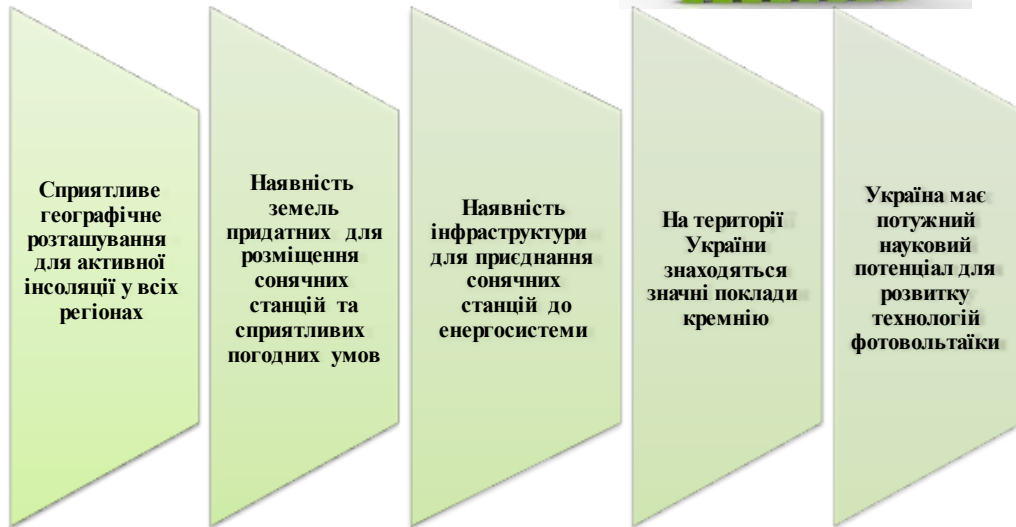 Сприятливе
географічне
розташування
для активної
інсоляції у всіх
регіонах
Наявність
земель
придатних для
розміщення
сонячних
станцій та
сприятливих
погодних умов
Наявність
інфраструктури
для приєднання
сонячних
станцій до
енергосистеми
На території
України
знаходяться
значні поклади
кремнію
Україна має
потужний
науковий
потенціал для
розвитку
технологій
фотовольтаїки